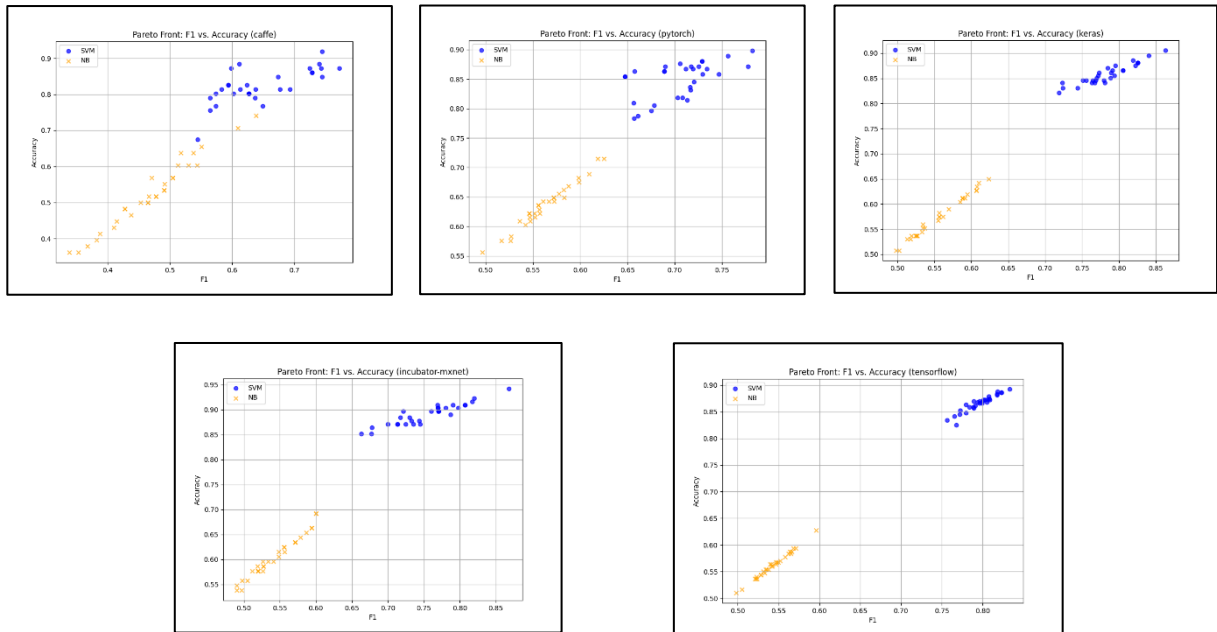 Pareto Front: F1 vs. Accuracy (caffe)
SVM
NB
0.9
0.8
0.7
0.6
0.5
0.4
Accuracy
0.4 0.5 0.6 0.7
F1
Pareto Front: F1 vs. Accuracy (pytorch)
SVM
NB
0.90
0.85
0.80
0.75
0.70
0.65
0.60
0.55
Accuracy
0.50 0.55 0.60 0.65 0.70 0.75
F1
Pareto Front: F1 vs. Accuracy (keras)
SVM
NB
0.90
0.85
0.80
0.75
0.70
0.65
0.60
0.55
0.50
Accuracy
0.50 0.55 0.60 0.65 0.70 0.75 0.80 0.85
F1
Pareto Front: F1 vs. Accuracy (incubator-mxnet)
SVM
NB
0.95
0.90
0.85
0.80
0.75
0.70
0.65
0.60
0.55
Accuracy
0.50 0.55 0.60 0.65 0.70 0.75 0.80 0.85
F1
Pareto Front: F1 vs. Accuracy (tensorflow)
SVM
NB
0.90
0.85
0.80
0.75
0.70
0.65
0.60
0.55
0.50
Accuracy
0.50 0.55 0.60 0.65 0.70 0.75 0.80
F1